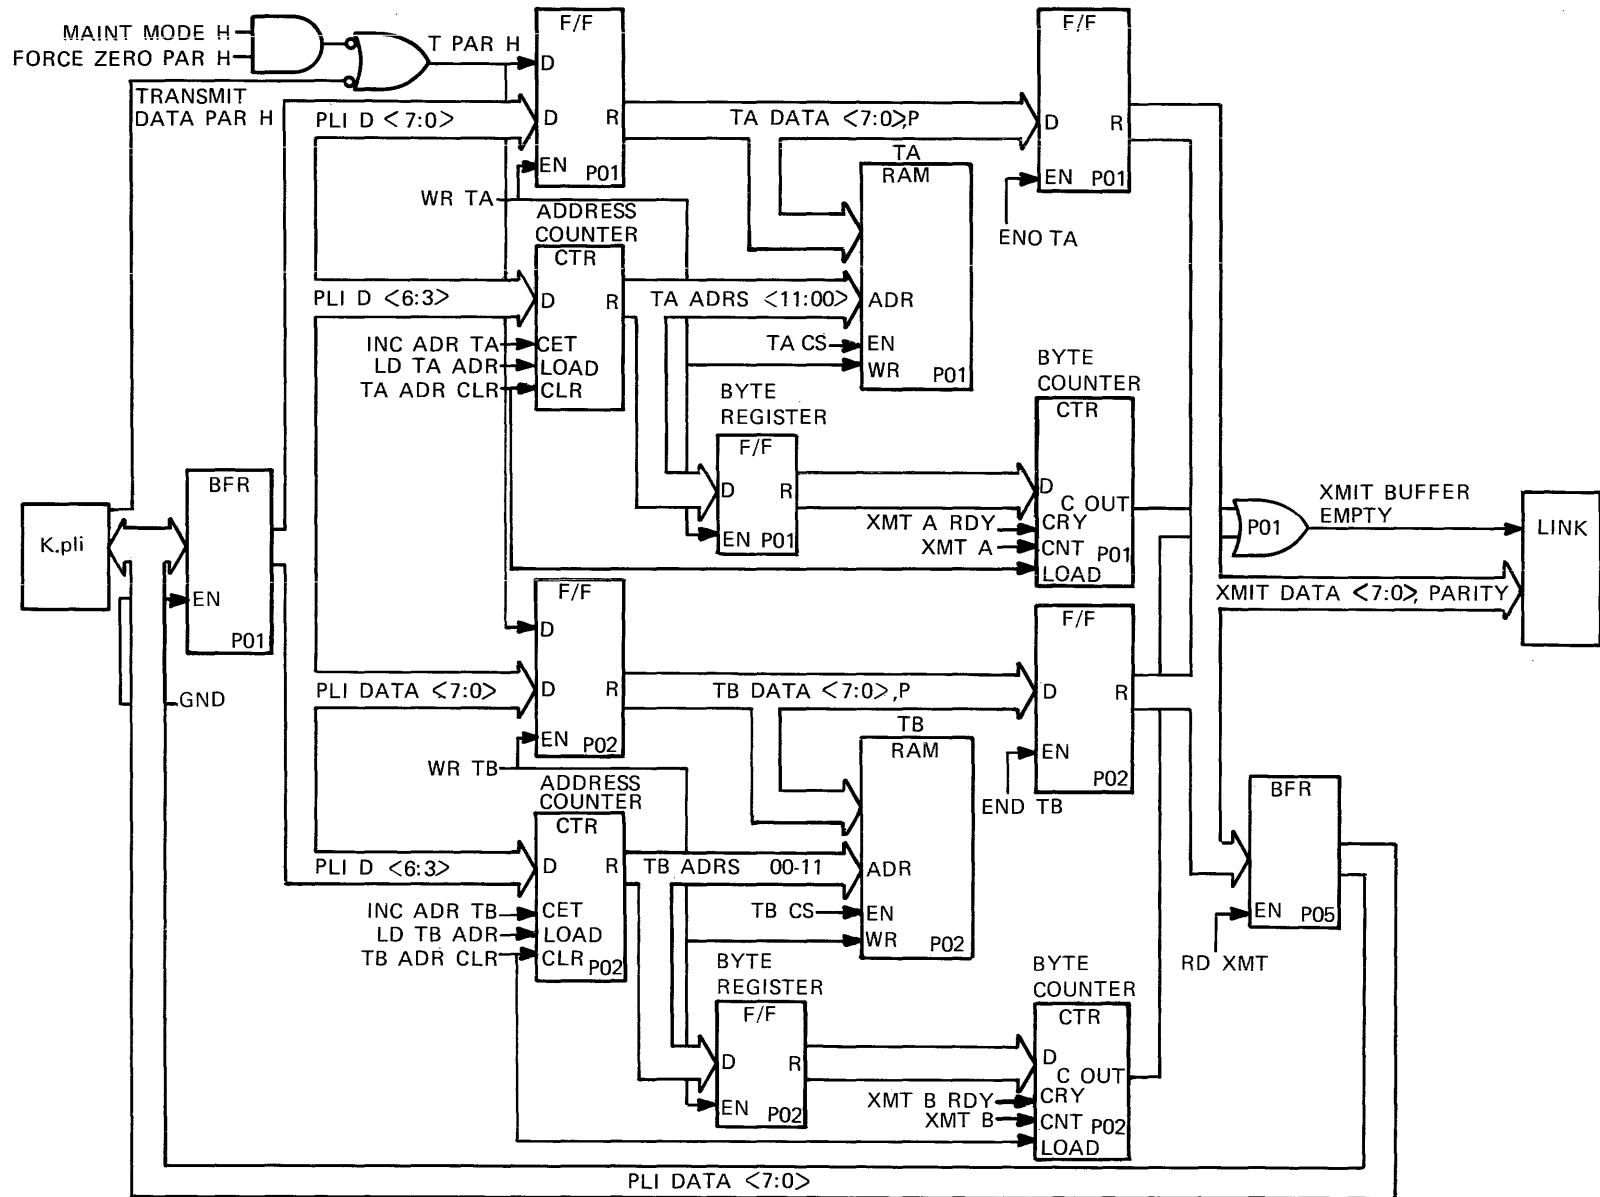 MAINT MODE H
FORCE ZERO PAR H
TRANSMIT
DATA PAR H
T PAR H
F/F
D
PLI D <7:0>
D
R
EN
P01
WR TA
TA DATA <7:0>,P
F/F
D
R
EN
P01
ENO TA
TA
RAM
ADR
EN
WR
P01
ADDRESS
COUNTER
CTR
PLI D <6:3>
D
R
INC ADR TA
CET
LD TA ADR
LOAD
TA ADR CLR
CLR
TA ADRS <11:00>
TA CS
BYTE
REGISTER
F/F
D
R
EN
P01
BYTE
COUNTER
CTR
D
C OUT
XMT A RDY
CRY
XMT A
CNT
P01
LOAD
P01
XMIT BUFFER
EMPTY
LINK
XMIT DATA <7:0>, PARITY
K.pli
BFR
EN
P01
GND
F/F
D
PLI DATA <7:0>
D
R
EN
P02
WR TB
TB DATA <7:0>,P
F/F
D
R
EN
P02
END TB
TB
RAM
ADR
EN
WR
P02
ADDRESS
COUNTER
CTR
PLI D <6:3>
D
R
INC ADR TB
CET
LD TB ADR
LOAD
TB ADR CLR
CLR
P02
TB ADRS 00-11
TB CS
BYTE
REGISTER
F/F
D
R
EN
P02
BYTE
COUNTER
CTR
D
C OUT
XMT B RDY
CRY
XMT B
CNT
P02
LOAD
BFR
EN
P05
RD XMT
PLI DATA <7:0>